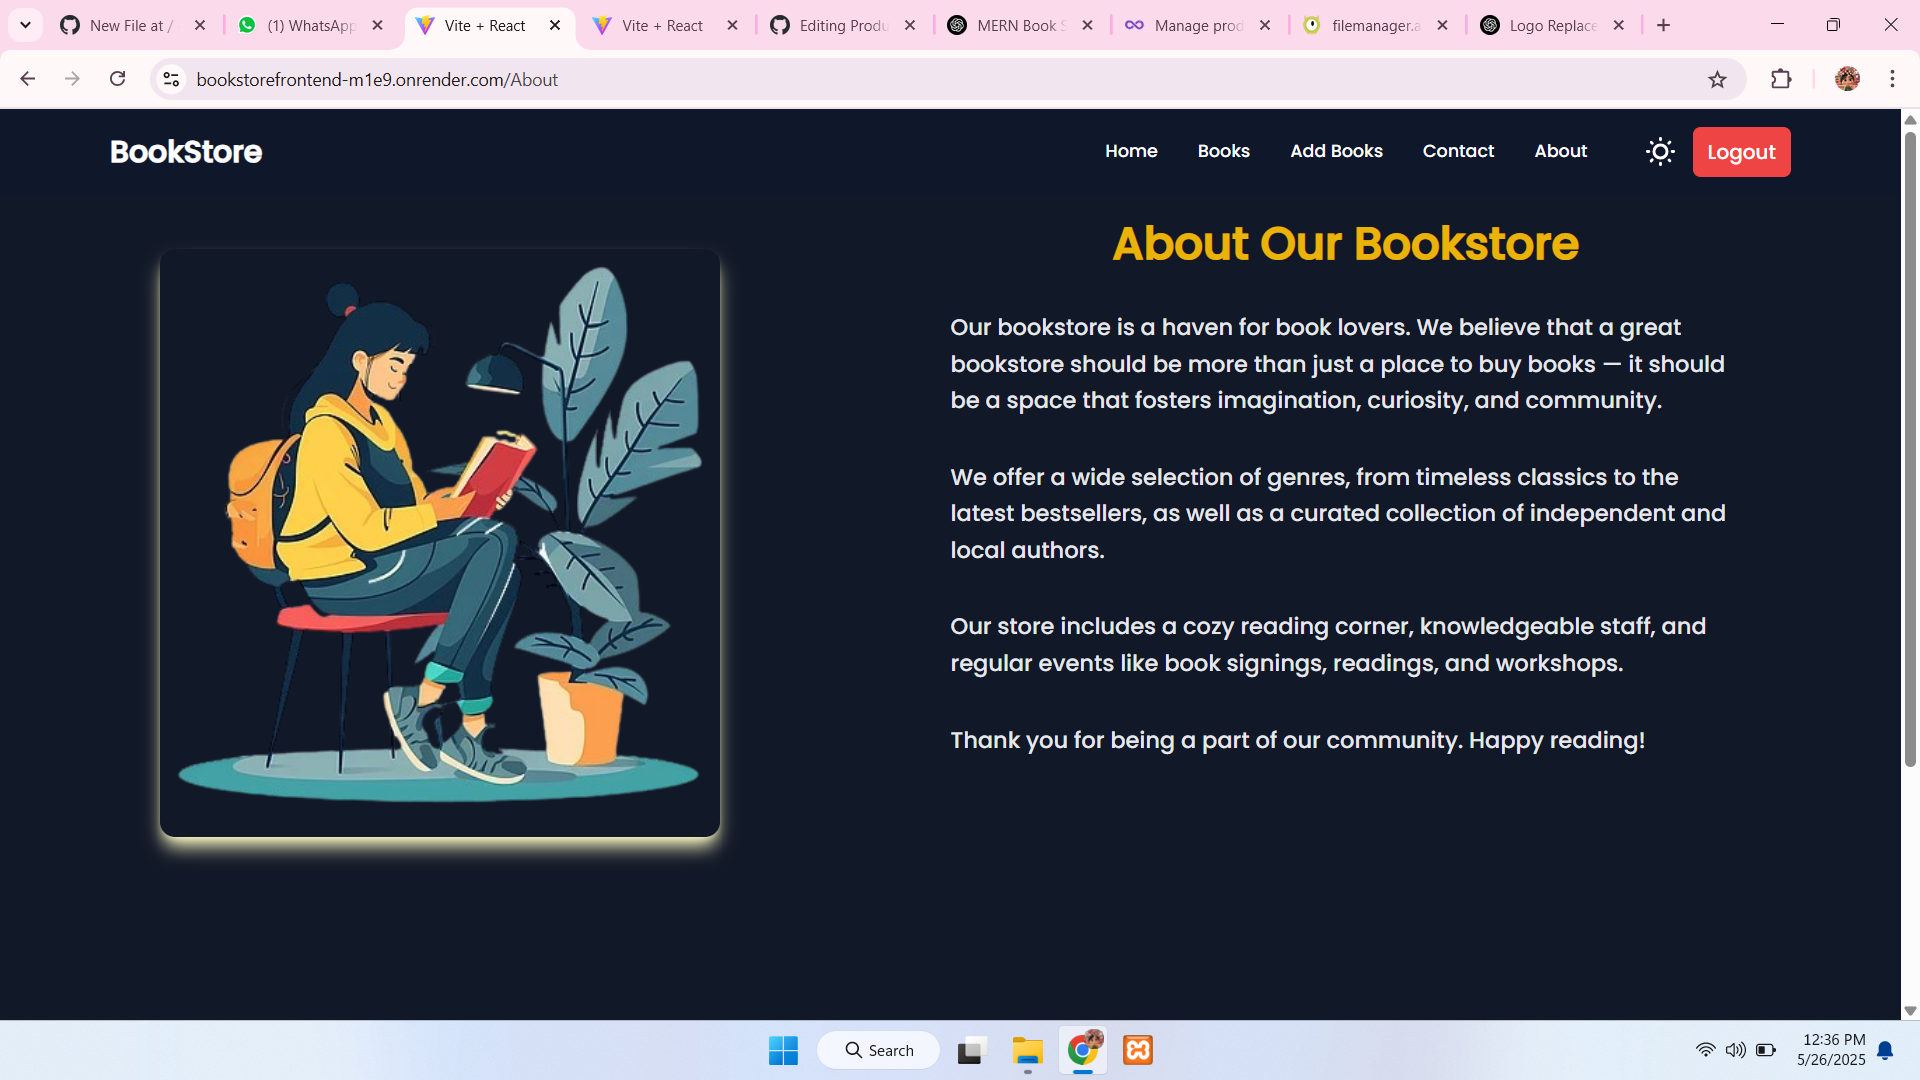 New File at /
(1) WhatsApp
Vite + React
Vite + React
Editing Produ
MERN Book S
Manage prod
filemanager.a
Logo Replace
bookstorefrontend-m1e9.onrender.com/About
BookStore
Home
Books
Add Books
Contact
About
Logout
About Our Bookstore
Our bookstore is a haven for book lovers. We believe that a great
bookstore should be more than just a place to buy books — it should
be a space that fosters imagination, curiosity, and community.
We offer a wide selection of genres, from timeless classics to the
latest bestsellers, as well as a curated collection of independent and
local authors.
Our store includes a cozy reading corner, knowledgeable staff, and
regular events like book signings, readings, and workshops.
Thank you for being a part of our community. Happy reading!
Search
12:36 PM
5/26/2025